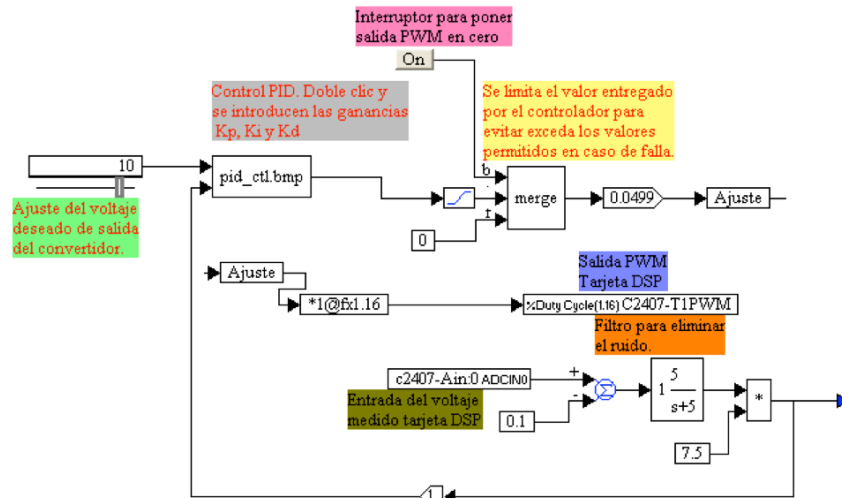 Interruptor para poner
salida PWM en cero
On
Control PID. Doble clic y
se introducen las ganancias
Kp, Ki y Kd
Se limita el valor entregado
por el controlador para
evitar exceda los valores
permitidos en caso de falla.
10
pid_ctl.bmp
b
merge
f
0.0499
Ajuste
0
Ajuste del voltaje
deseado de salida
del convertidor.
Ajuste
*1@fx1.16
Salida PWM
Tarjeta DSP
%Duty Cycle(1.16) C2407-T1PWM
Filtro para eliminar
el ruido.
c2407-Ain:0 ADCIN0
+
-
Σ
1 5
s+5
*
Entrada del voltaje
medido tarjeta DSP
0.1
7.5
1